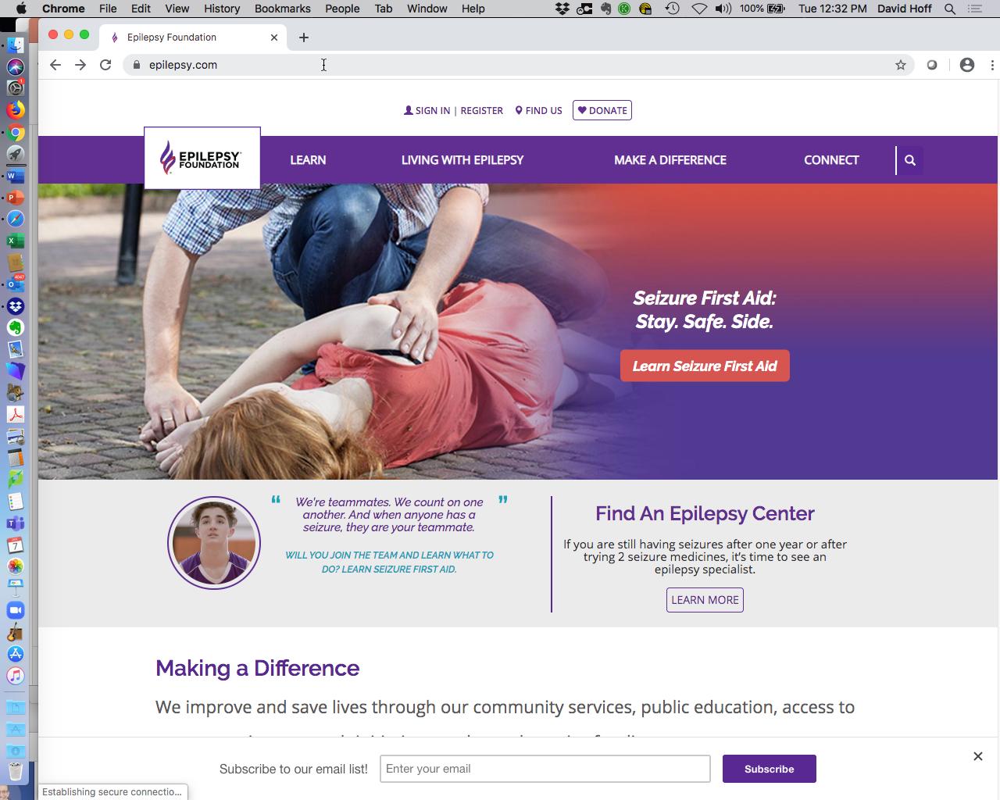 Chrome File Edit View History Bookmarks People Tab Window Help 100% Tue 12:32 PM David Hoff
Epilepsy Foundation
epilepsy.com
SIGN IN | REGISTER FIND US DONATE
EPILEPSY
FOUNDATION
LEARN LIVING WITH EPILEPSY MAKE A DIFFERENCE CONNECT
Seizure First Aid:
Stay. Safe. Side.
Learn Seizure First Aid
“ We're teammates. We count on one ”
another. And when anyone has a
seizure, they are your teammate.
WILL YOU JOIN THE TEAM AND LEARN WHAT TO
DO? LEARN SEIZURE FIRST AID.
Find An Epilepsy Center
If you are still having seizures after one year or after
trying 2 seizure medicines, it's time to see an
epilepsy specialist.
LEARN MORE
Making a Difference
We improve and save lives through our community services, public education, access to
Subscribe to our email list! Enter your email Subscribe
Establishing secure connectio...